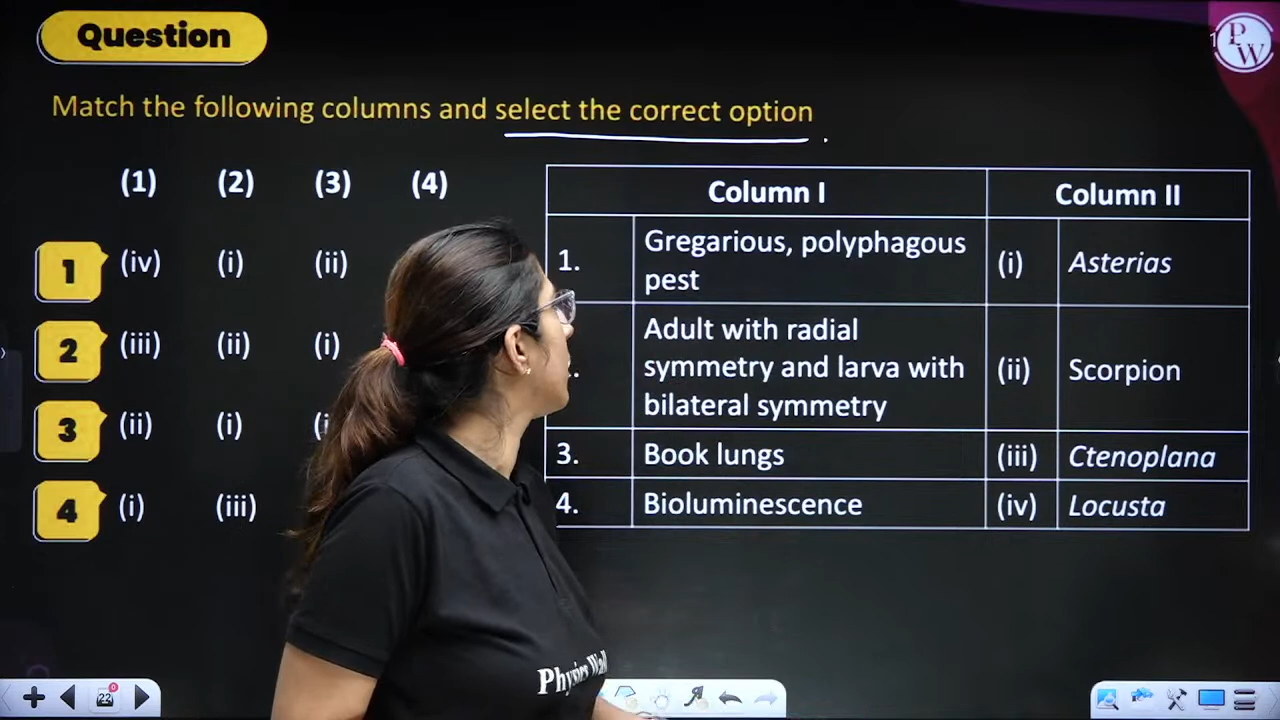 Question
PW
Match the following columns and select the correct option
(1) (2) (3) (4)
1 (iv) (i) (ii)
2 (iii) (ii) (i)
3 (ii) (i)
4 (i) (iii)
Column I Column II
1. Gregarious, polyphagous
pest
(i) Asterias
Adult with radial
symmetry and larva with
bilateral symmetry
(ii) Scorpion
3. Book lungs (iii) Ctenoplana
4. Bioluminescence (iv) Locusta
22